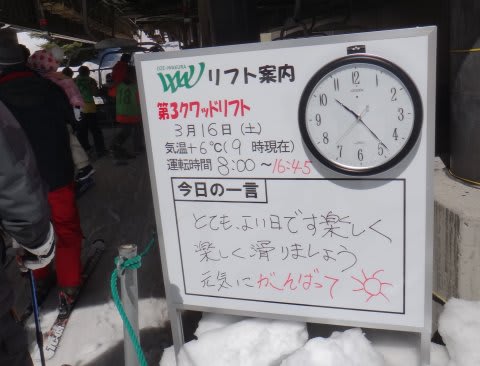 OZE-IWAKURA
リフト案内
第3クワッドリフト
3月16日(土)
気温+6℃(9時現在)
運転時間 8:00~16:45
今日の一言
とても、よい日です楽しく
楽しく滑りましょう
元気にがんばって
12
1
2
3
4
5
6
7
8
9
10
11
CITIZEN